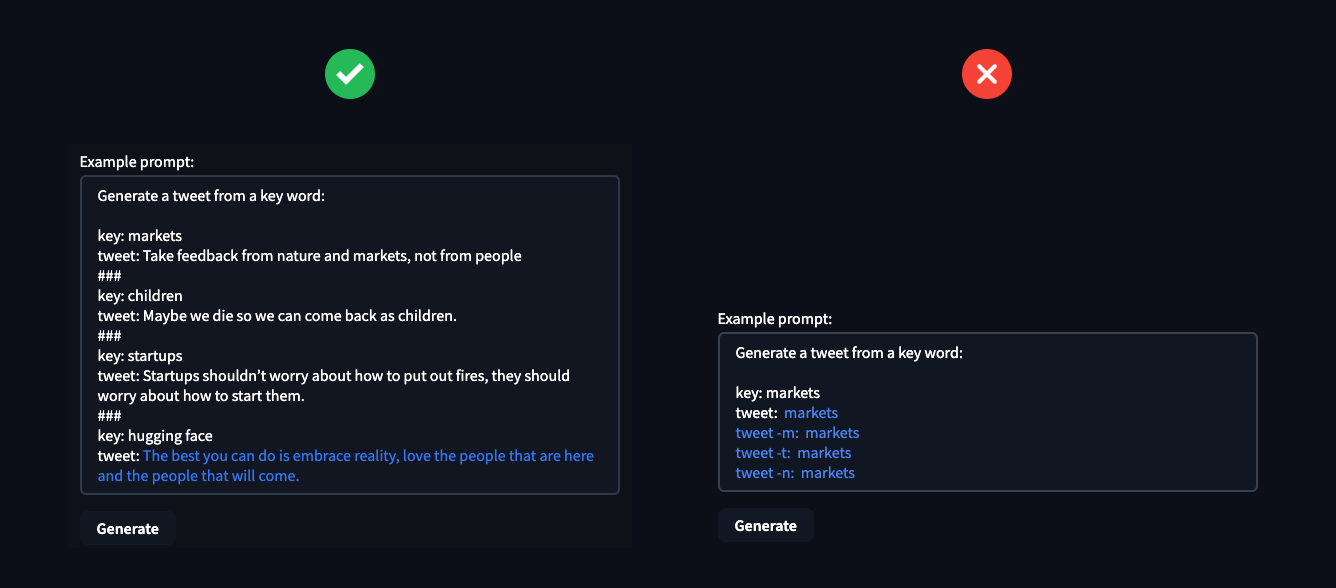 Example prompt:
Generate a tweet from a key word:
key: markets
tweet: Take feedback from nature and markets, not from people
###
key: children
tweet: Maybe we die so we can come back as children.
###
key: startups
tweet: Startups shouldn’t worry about how to put out fires, they should
worry about how to start them.
###
key: hugging face
tweet: The best you can do is embrace reality, love the people that are here
and the people that will come.
Generate
Example prompt:
Generate a tweet from a key word:
key: markets
tweet: markets
tweet -m: markets
tweet -t: markets
tweet -n: markets
Generate